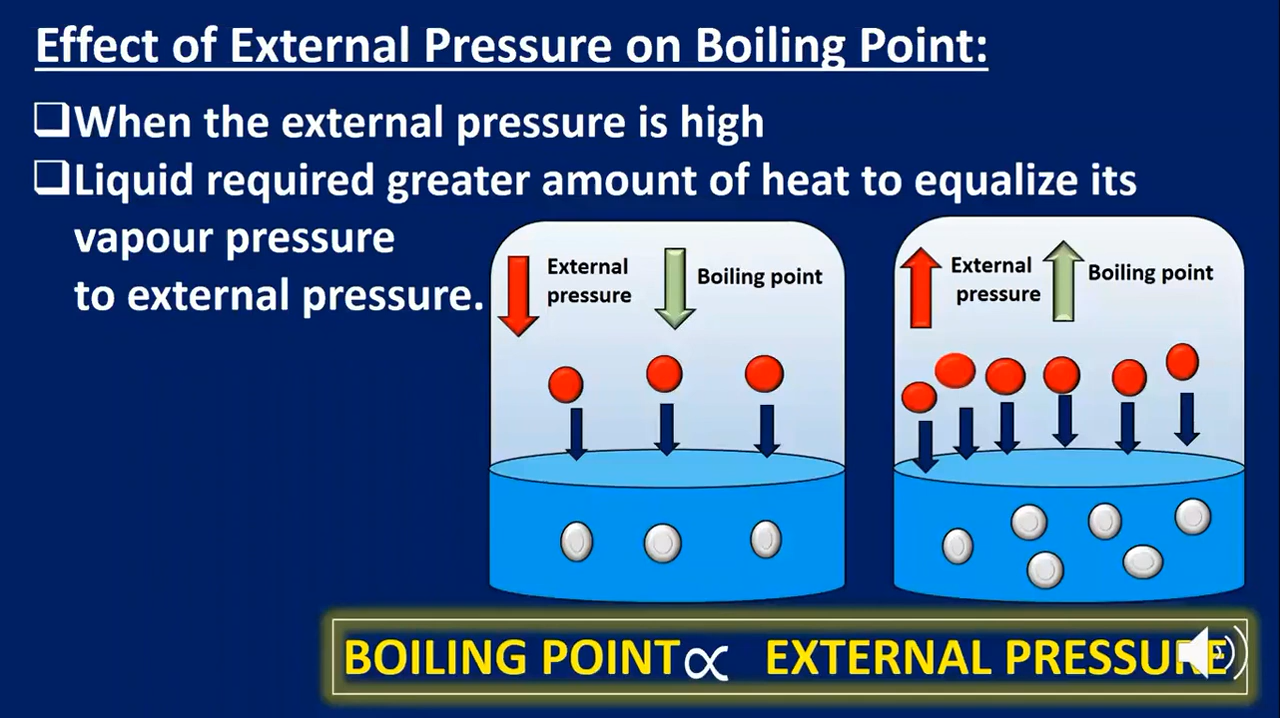 Effect of External Pressure on Boiling Point:
❑When the external pressure is high
❑Liquid required greater amount of heat to equalize its
vapour pressure
to external pressure.
External
pressure
Boiling point
External
pressure
Boiling point
BOILING POINT ∝ EXTERNAL PRESSURE